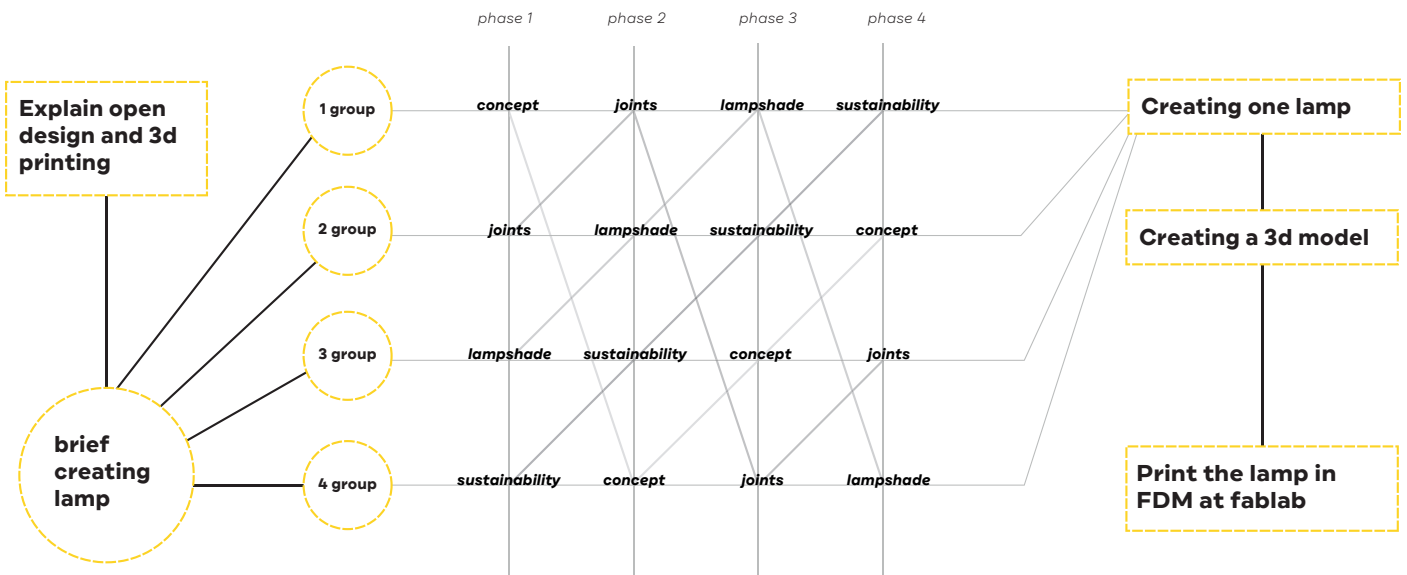 phase 1 phase 2 phase 3 phase 4
Explain open
design and 3d
printing
brief
creating
lamp
1 group concept joints lampshade sustainability
2 group joints lampshade sustainability concept
3 group lampshade sustainability concept joints
4 group sustainability concept joints lampshade
Creating one lamp
Creating a 3d model
Print the lamp in
FDM at fablab